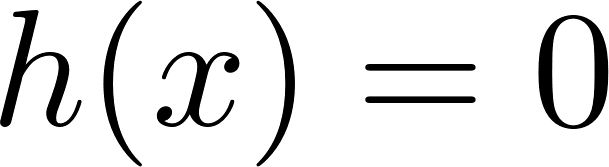 h(x) = 0